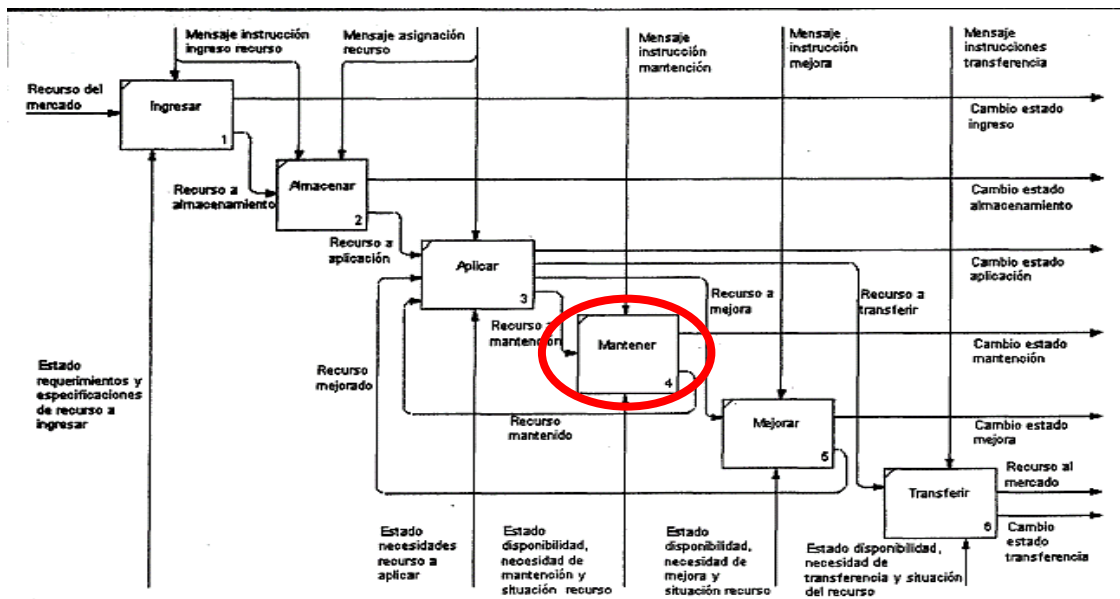 Mensaje instrucción
ingreso recurso
Mensaje asignación
recurso
Mensaje
instrucción
mantención
Mensaje
instrucción
mejora
Mensaje
instrucciones
transferencia
Recurso del
mercado
Ingresar
1
Cambio estado
ingreso
Recurso a
almacenamiento
Almacenar
2
Cambio estado
almacenamiento
Recurso a
aplicación
Aplicar
3
Cambio estado
aplicación
Recurso a
mantención
Recurso a
mejora
Recurso a
transferir
Mantener
4
Cambio estado
mantención
Estado
requerimientos y
especificaciones
de recurso a
ingresar
Recurso
mejorado
Recurso
mantenido
Mejorar
5
Cambio estado
mejora
Transferir
6
Recurso al
mercado
Cambio
estado
transferencia
Estado
necesidades
recurso a
aplicar
Estado
disponibilidad,
necesidad de
mantención y
situación recurso
Estado
disponibilidad,
necesidad de
mejora y
situación recurso
Estado disponibilidad,
necesidad de
transferencia y situación
del recurso